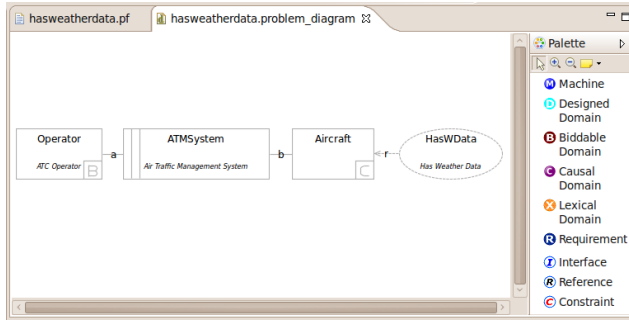 hasweatherdata.pf
hasweatherdata.problem_diagram
Palette
Operator
ATC Operator
B
a
ATMSystem
Air Traffic Management System
b
Aircraft
C
r
HasWData
Has Weather Data
M Machine
D Designed
Domain
B Biddable
Domain
C Causal
Domain
X Lexical
Domain
R Requirement
I Interface
R Reference
C Constraint